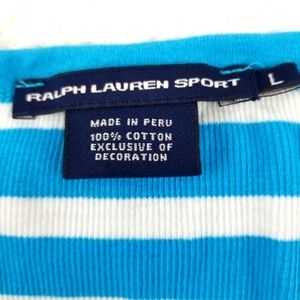 RALPH LAUREN SPORT L
MADE IN PERU
100% COTTON
EXCLUSIVE OF
DECORATION